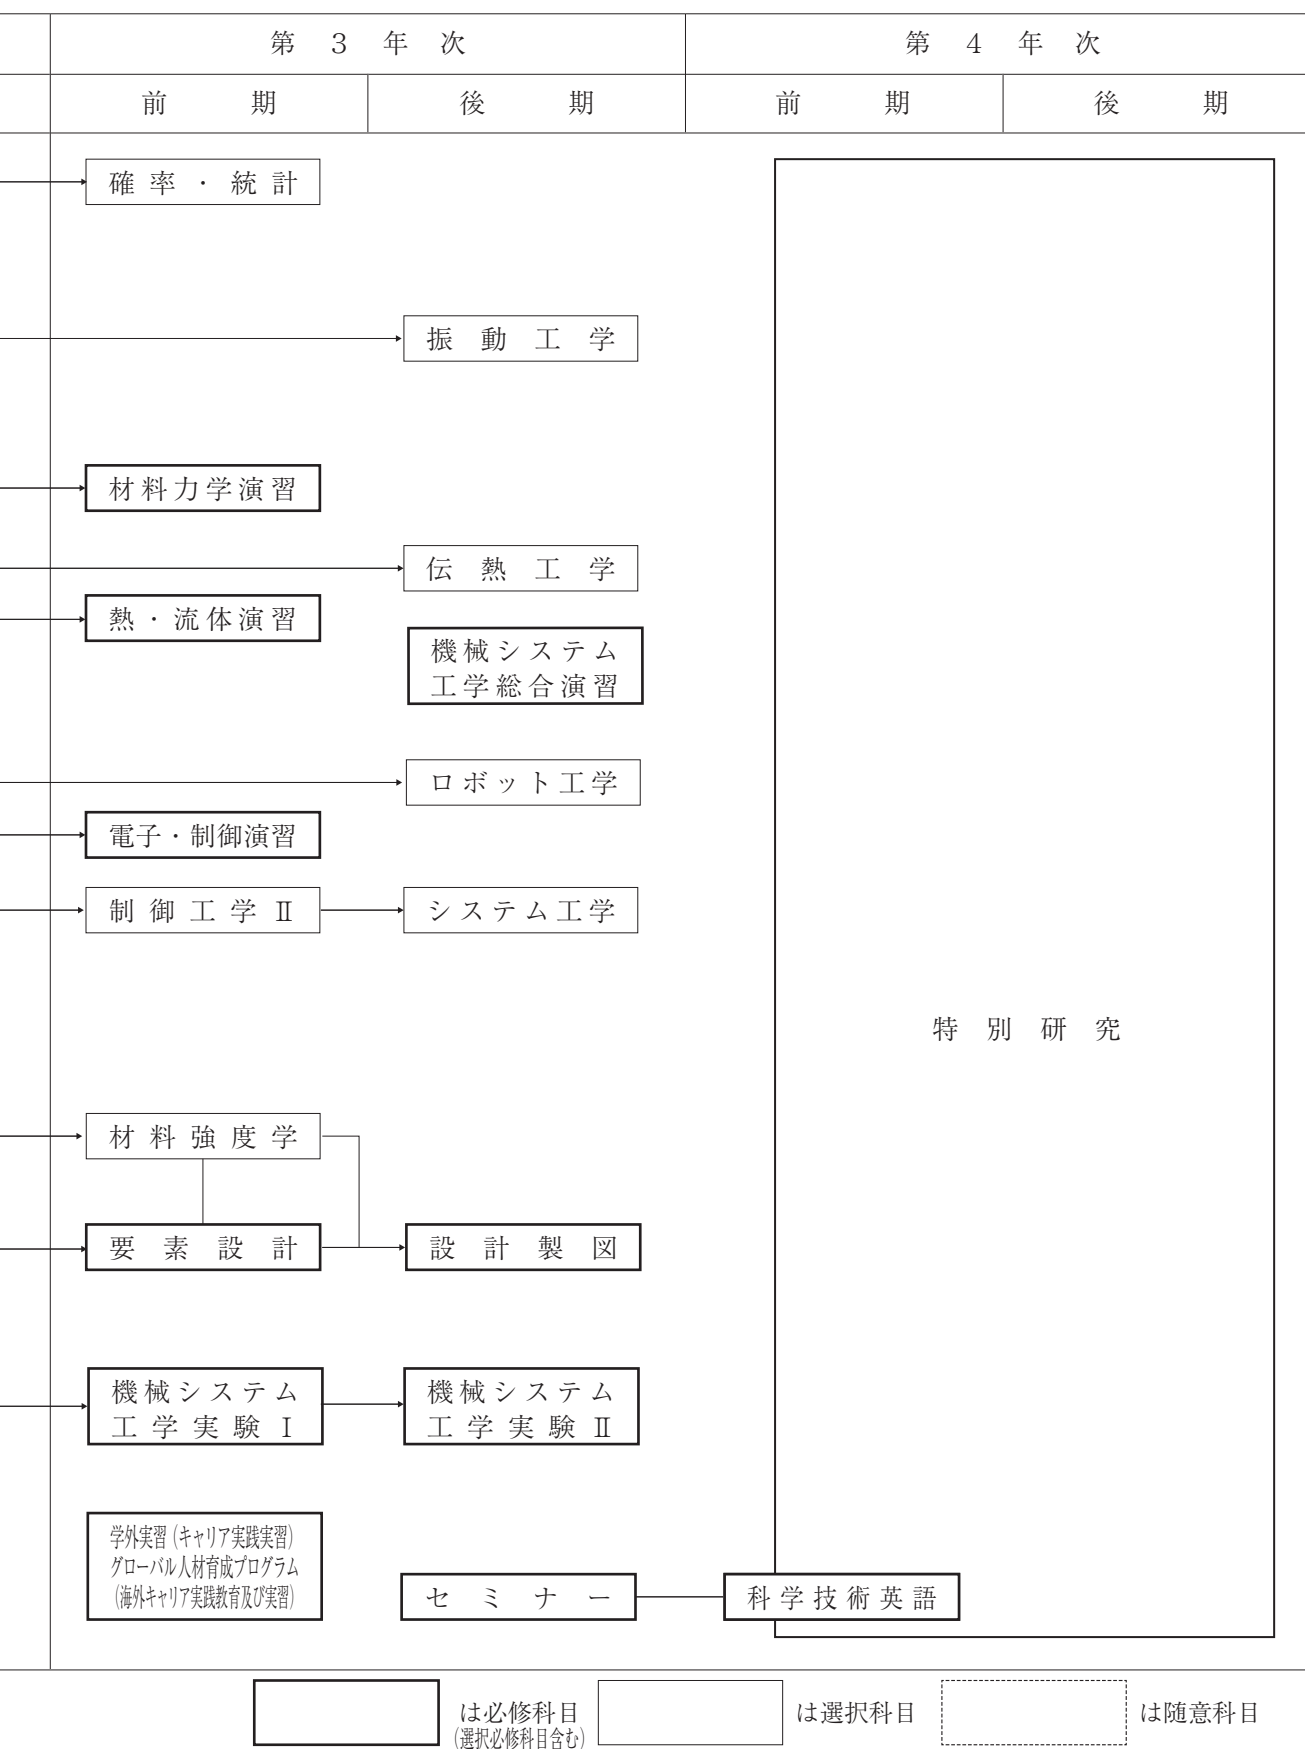 第3年次
第4年次
前期
後期
前期
後期
確率・統計
振動工学
材料力学演習
伝熱工学
熱・流体演習
機械システム
工学総合演習
ロボット工学
電子・制御演習
制御工学Ⅱ
システム工学
特別研究
材料強度学
要素設計
設計製図
機械システム
工学実験Ⅰ
機械システム
工学実験Ⅱ
学外実習(キャリア実践実習)
グローバル人材育成プログラム
(海外キャリア実践教育及び実習)
セミナー
科学技術英語
は必修科目
(選択必修科目含む)
は選択科目
は随意科目